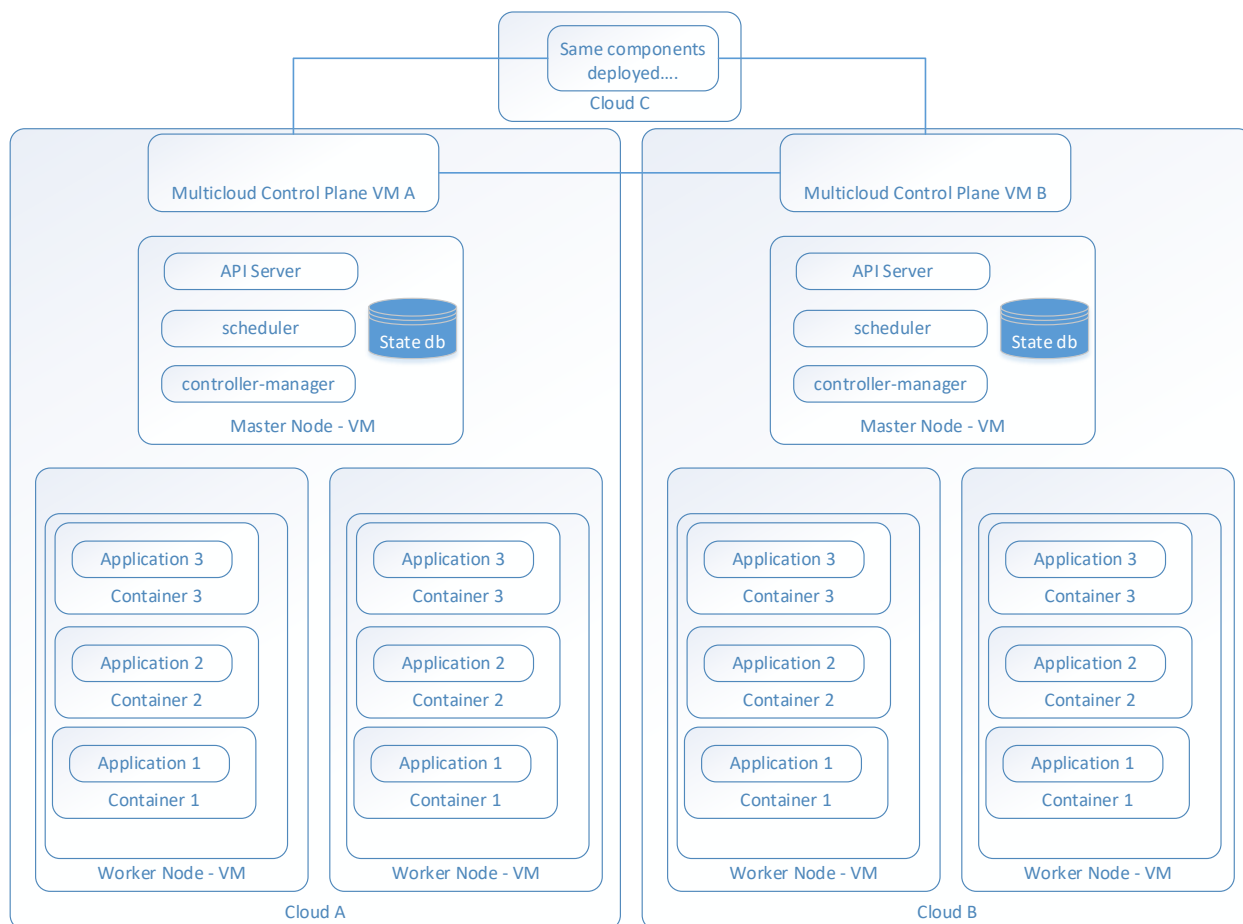 Same components
deployed....
Cloud C
Multicloud Control Plane VM A
API Server
scheduler
State db
controller-manager
Master Node - VM
Application 3
Container 3
Application 2
Container 2
Application 1
Container 1
Worker Node - VM
Application 3
Container 3
Application 2
Container 2
Application 1
Container 1
Worker Node - VM
Cloud A
Multicloud Control Plane VM B
API Server
scheduler
State db
controller-manager
Master Node - VM
Application 3
Container 3
Application 2
Container 2
Application 1
Container 1
Worker Node - VM
Application 3
Container 3
Application 2
Container 2
Application 1
Container 1
Worker Node - VM
Cloud B